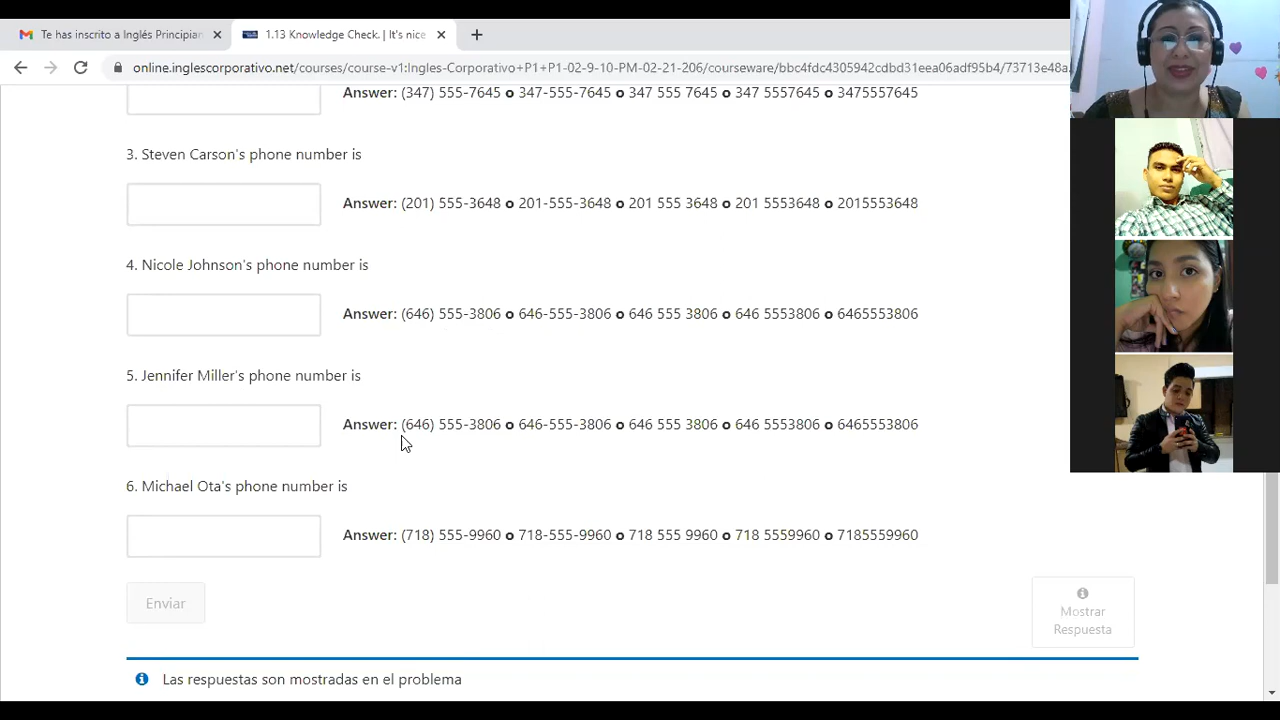 Te has inscrito a Inglés Principian
1.13 Knowledge Check. | It's nice
online.inglescorporativo.net/courses/course-v1:Ingles-Corporativo+P1+P1-02-9-10-PM-02-21-206/courseware/bbc4fdc4305942cdbd31eea06adf95b4/73713e48a
Answer: (347) 555-7645 o 347-555-7645 o 347 555 7645 o 347 5557645 o 3475557645
3. Steven Carson's phone number is
Answer: (201) 555-3648 o 201-555-3648 o 201 555 3648 o 201 5553648 o 2015553648
4. Nicole Johnson's phone number is
Answer: (646) 555-3806 o 646-555-3806 o 646 555 3806 o 646 5553806 o 6465553806
5. Jennifer Miller's phone number is
Answer: (646) 555-3806 o 646-555-3806 o 646 555 3806 o 646 5553806 o 6465553806
6. Michael Ota's phone number is
Answer: (718) 555-9960 o 718-555-9960 o 718 555 9960 o 718 5559960 o 7185559960
Enviar
Mostrar
Respuesta
Las respuestas son mostradas en el problema